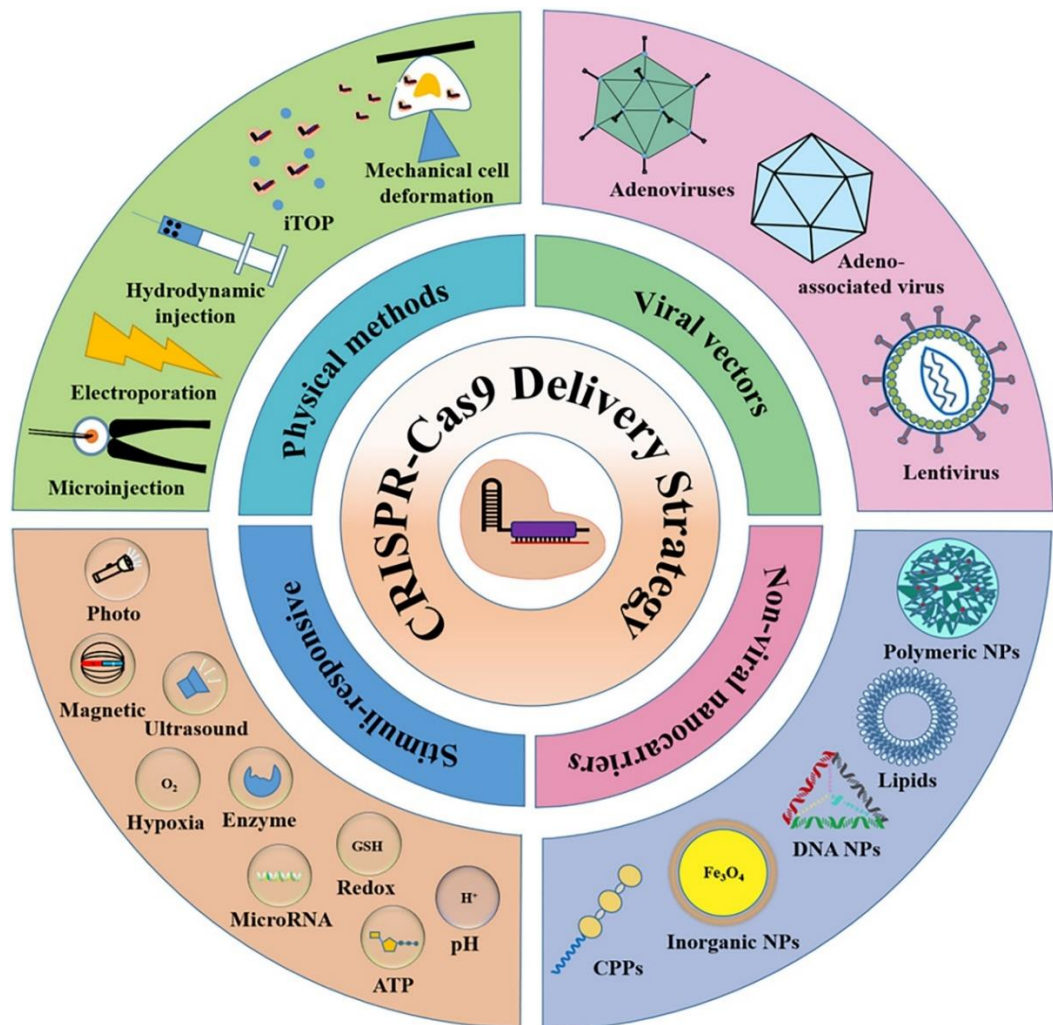 CRISPR-Cas9 Delivery Strategy
Physical methods
Mechanical cell
deformation
iTOP
Hydrodynamic
injection
Electroporation
Microinjection
Viral vectors
Adenoviruses
Adeno-
associated virus
Lentivirus
Non-viral nanocarriers
Polymeric NPs
Lipids
DNA NPs
Fe₃O₄
Inorganic NPs
CPPs
Stimuli-responsive
Photo
Magnetic
Ultrasound
O₂
Hypoxia
Enzyme
GSH
Redox
MicroRNA
H⁺
pH
ATP